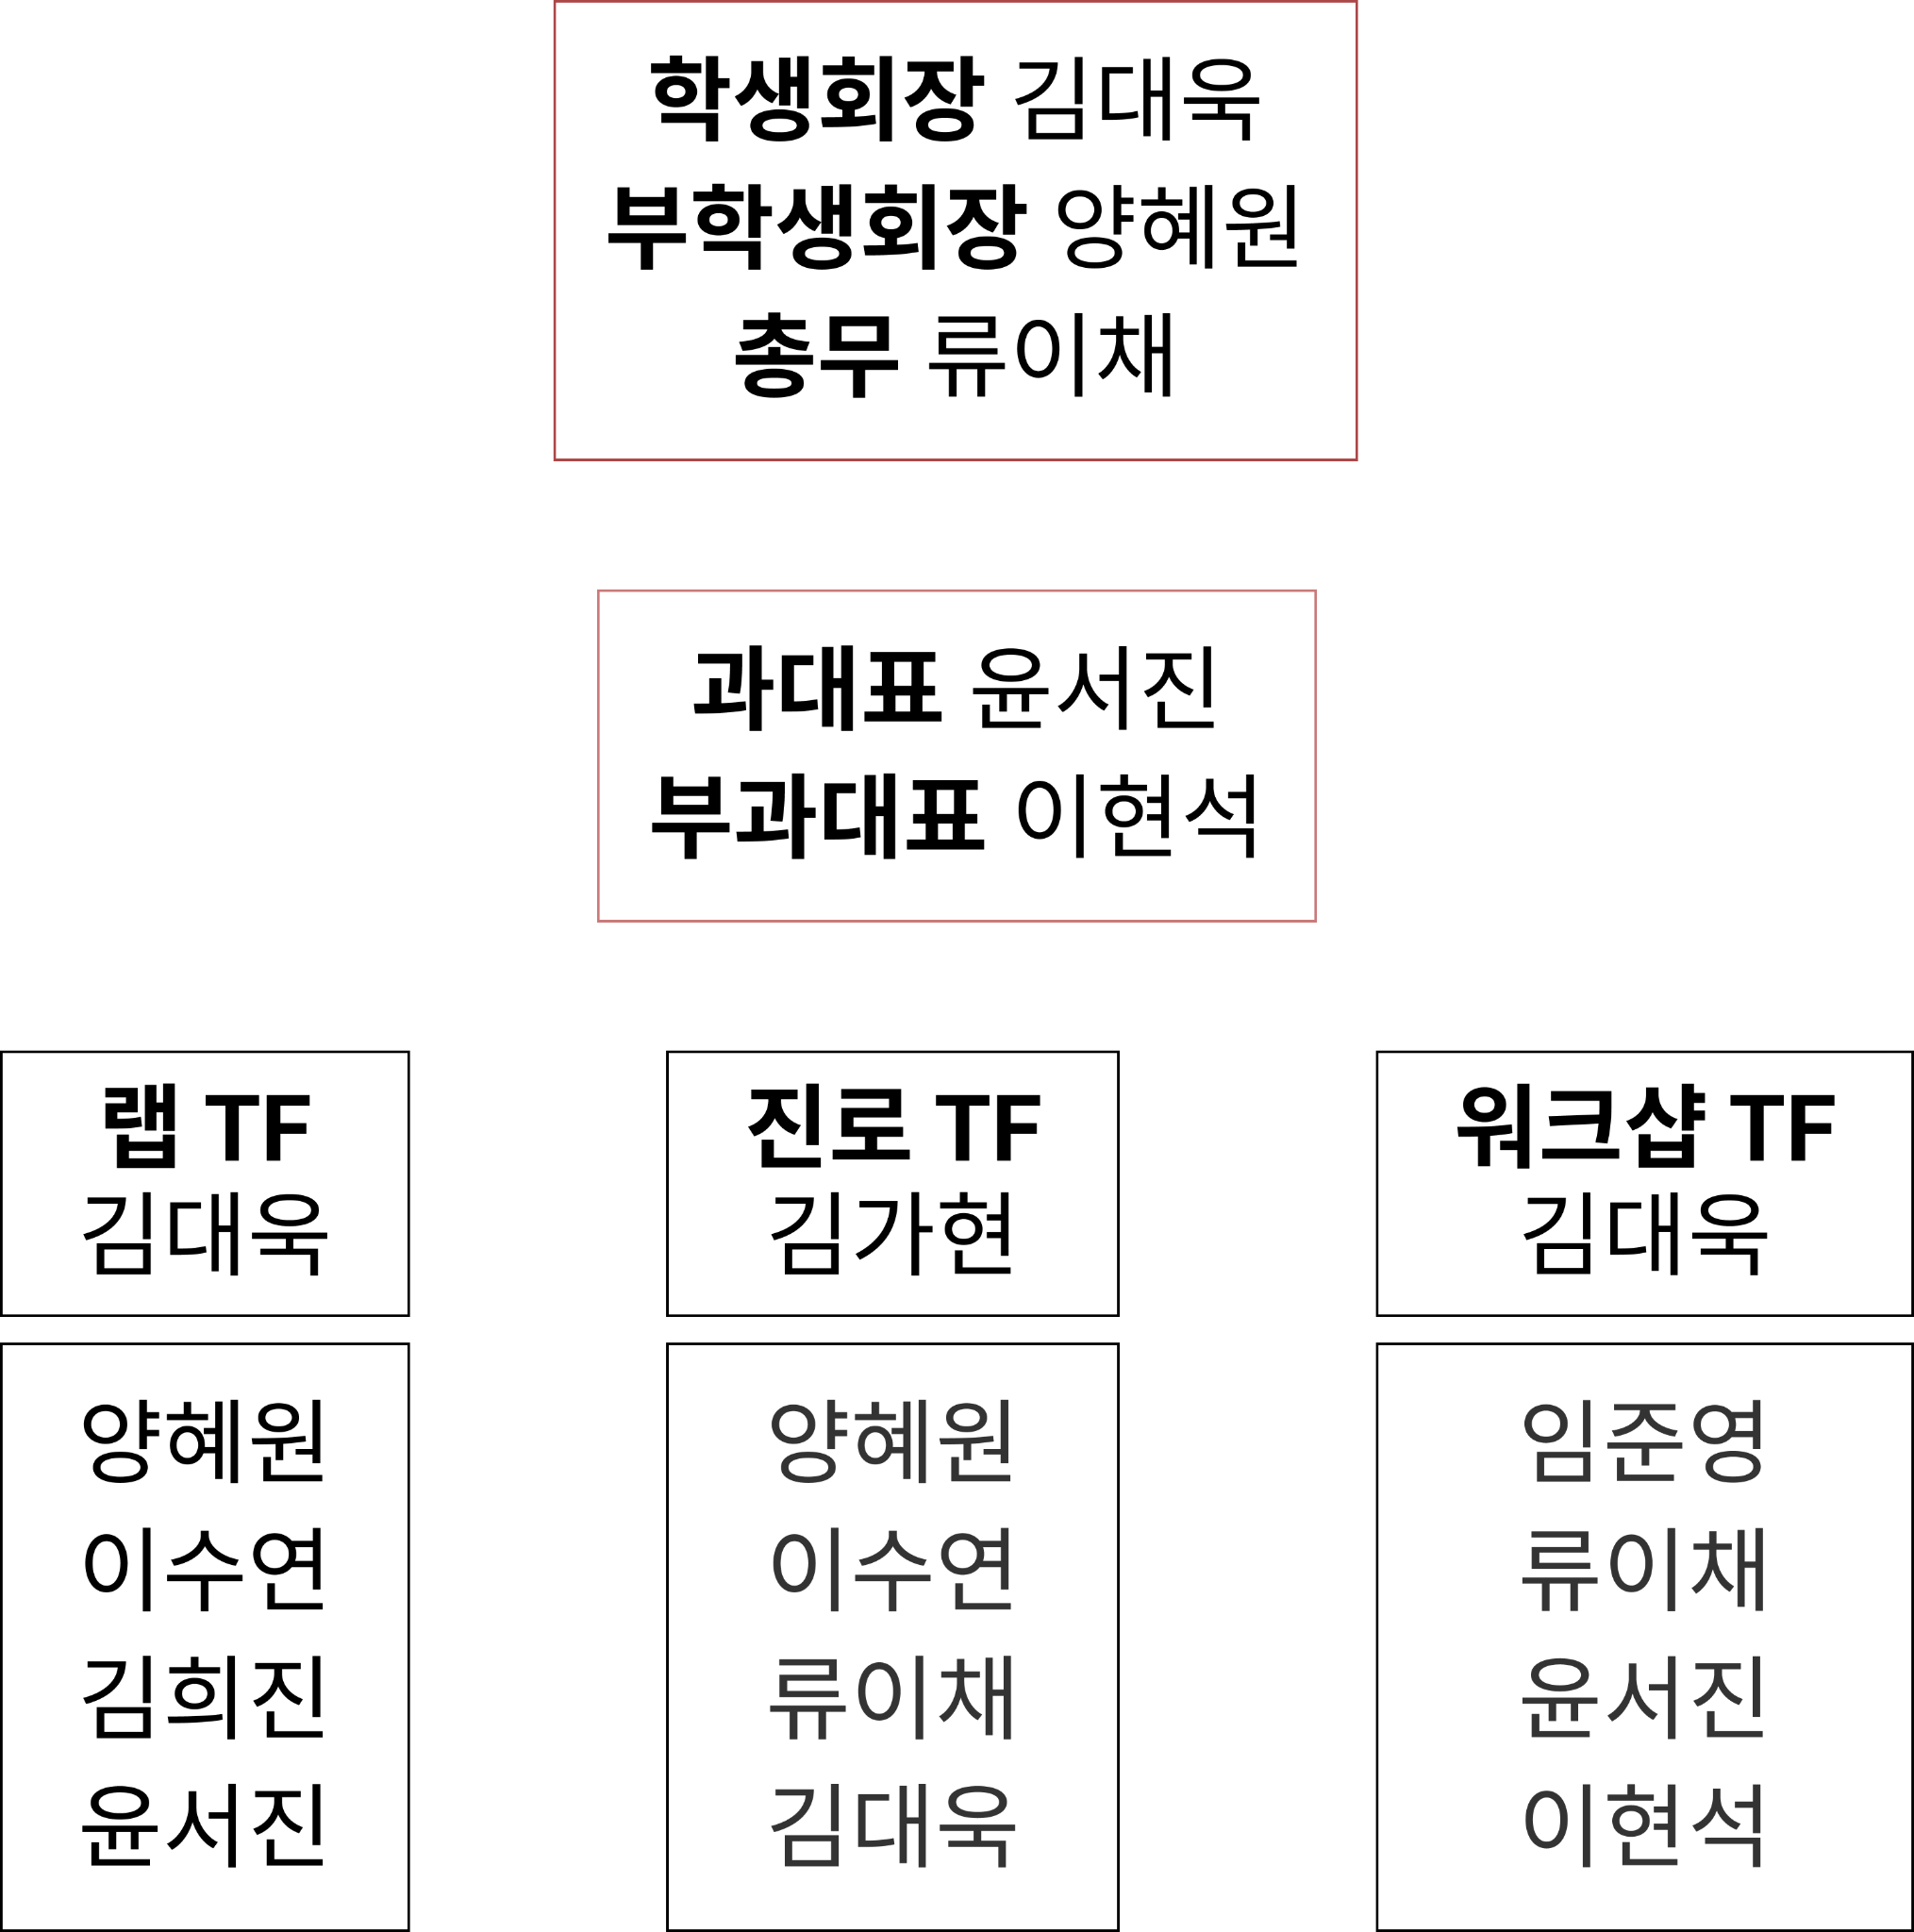 학생회장 김대욱
부학생회장 양혜원
총무 류이채
과대표 윤서진
부과대표 이현석
랩 TF
김대욱
양혜원
이수연
김희진
윤서진
진로 TF
김가현
양혜원
이수연
류이채
김대욱
워크샵 TF
김대욱
임준영
류이채
윤서진
이현석